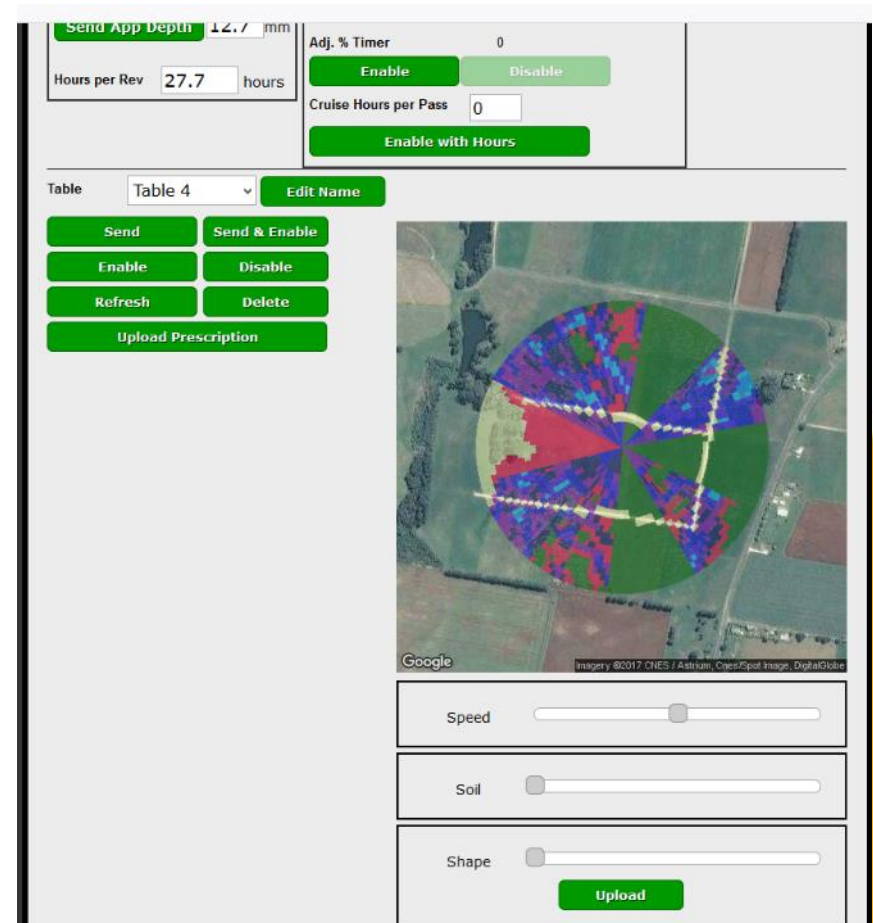 Send App Depth 12.7 mm
Hours per Rev 27.7 hours
Adj. % Timer 0
Enable Disable
Cruise Hours per Pass 0
Enable with Hours
Table Table 4 Edit Name
Send Send & Enable
Enable Disable
Refresh Delete
Upload Prescription
Google
Imagery ©2017 CNES / Astrium, Cnes/Spot Image, DigitalGlobe
Speed
Soil
Shape
Upload